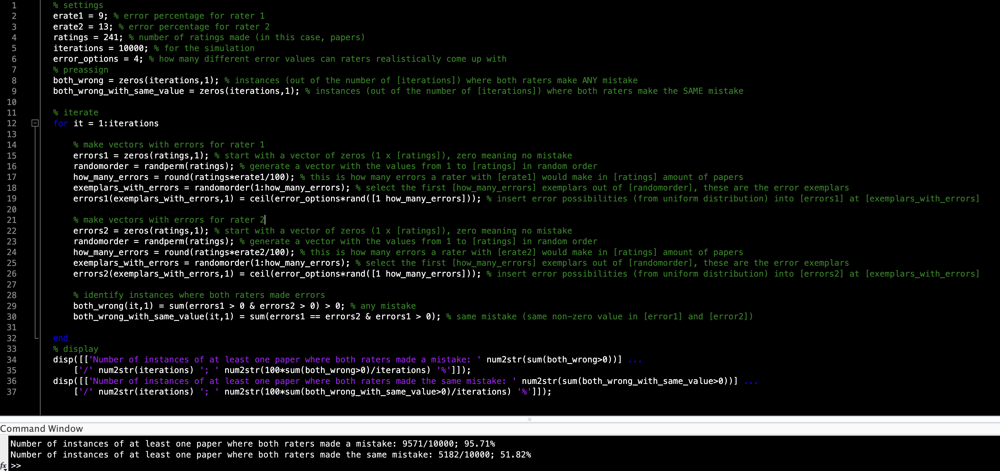 1 % settings
2 erate1 = 9; % error percentage for rater 1
3 erate2 = 13; % error percentage for rater 2
4 ratings = 241; % number of ratings made (in this case, papers)
5 iterations = 10000; % for the simulation
6 error_options = 4; % how many different error values can raters realistically come up with
7 % preassign
8 both_wrong = zeros(iterations,1); % instances (out of the number of [iterations]) where both raters make ANY mistake
9 both_wrong_with_same_value = zeros(iterations,1); % instances (out of the number of [iterations]) where both raters make the SAME mistake
10
11 % iterate
12 for it = 1:iterations
13
14 % make vectors with errors for rater 1
15 errors1 = zeros(ratings,1); % start with a vector of zeros (1 x [ratings]), zero meaning no mistake
16 randomorder = randperm(ratings); % generate a vector with the values from 1 to [ratings] in random order
17 how_many_errors = round(ratings*erate1/100); % this is how many errors a rater with [erate1] would make in [ratings] amount of papers
18 exemplars_with_errors = randomorder(1:how_many_errors); % select the first [how_many_errors] exemplars out of [randomorder], these are the error exemplars
19 errors1(exemplars_with_errors,1) = ceil(error_options*rand([1 how_many_errors])); % insert error possibilities (from uniform distribution) into [errors1] at [exemplars_with_errors]
20
21 % make vectors with errors for rater 2
22 errors2 = zeros(ratings,1); % start with a vector of zeros (1 x [ratings]), zero meaning no mistake
23 randomorder = randperm(ratings); % generate a vector with the values from 1 to [ratings] in random order
24 how_many_errors = round(ratings*erate2/100); % this is how many errors a rater with [erate2] would make in [ratings] amount of papers
25 exemplars_with_errors = randomorder(1:how_many_errors); % select the first [how_many_errors] exemplars out of [randomorder], these are the error exemplars
26 errors2(exemplars_with_errors,1) = ceil(error_options*rand([1 how_many_errors])); % insert error possibilities (from uniform distribution) into [errors2] at [exemplars_with_errors]
27
28 % identify instances where both raters made errors
29 both_wrong(it,1) = sum(errors1 > 0 & errors2 > 0) > 0; % any mistake
30 both_wrong_with_same_value(it,1) = sum(errors1 == errors2 & errors1 > 0); % same mistake (same non-zero value in [error1] and [error2])
31
32 end
33 % display
34 disp([['Number of instances of at least one paper where both raters made a mistake: ' num2str(sum(both_wrong>0))] ...
35 ['/' num2str(iterations) '; ' num2str(100*sum(both_wrong>0)/iterations) '%']]);
36 disp([['Number of instances of at least one paper where both raters made the same mistake: ' num2str(sum(both_wrong_with_same_value>0))] ...
37 ['/' num2str(iterations) '; ' num2str(100*sum(both_wrong_with_same_value>0)/iterations) '%']]);
Command Window
Number of instances of at least one paper where both raters made a mistake: 9571/10000; 95.71%
Number of instances of at least one paper where both raters made the same mistake: 5182/10000; 51.82%
fx >>